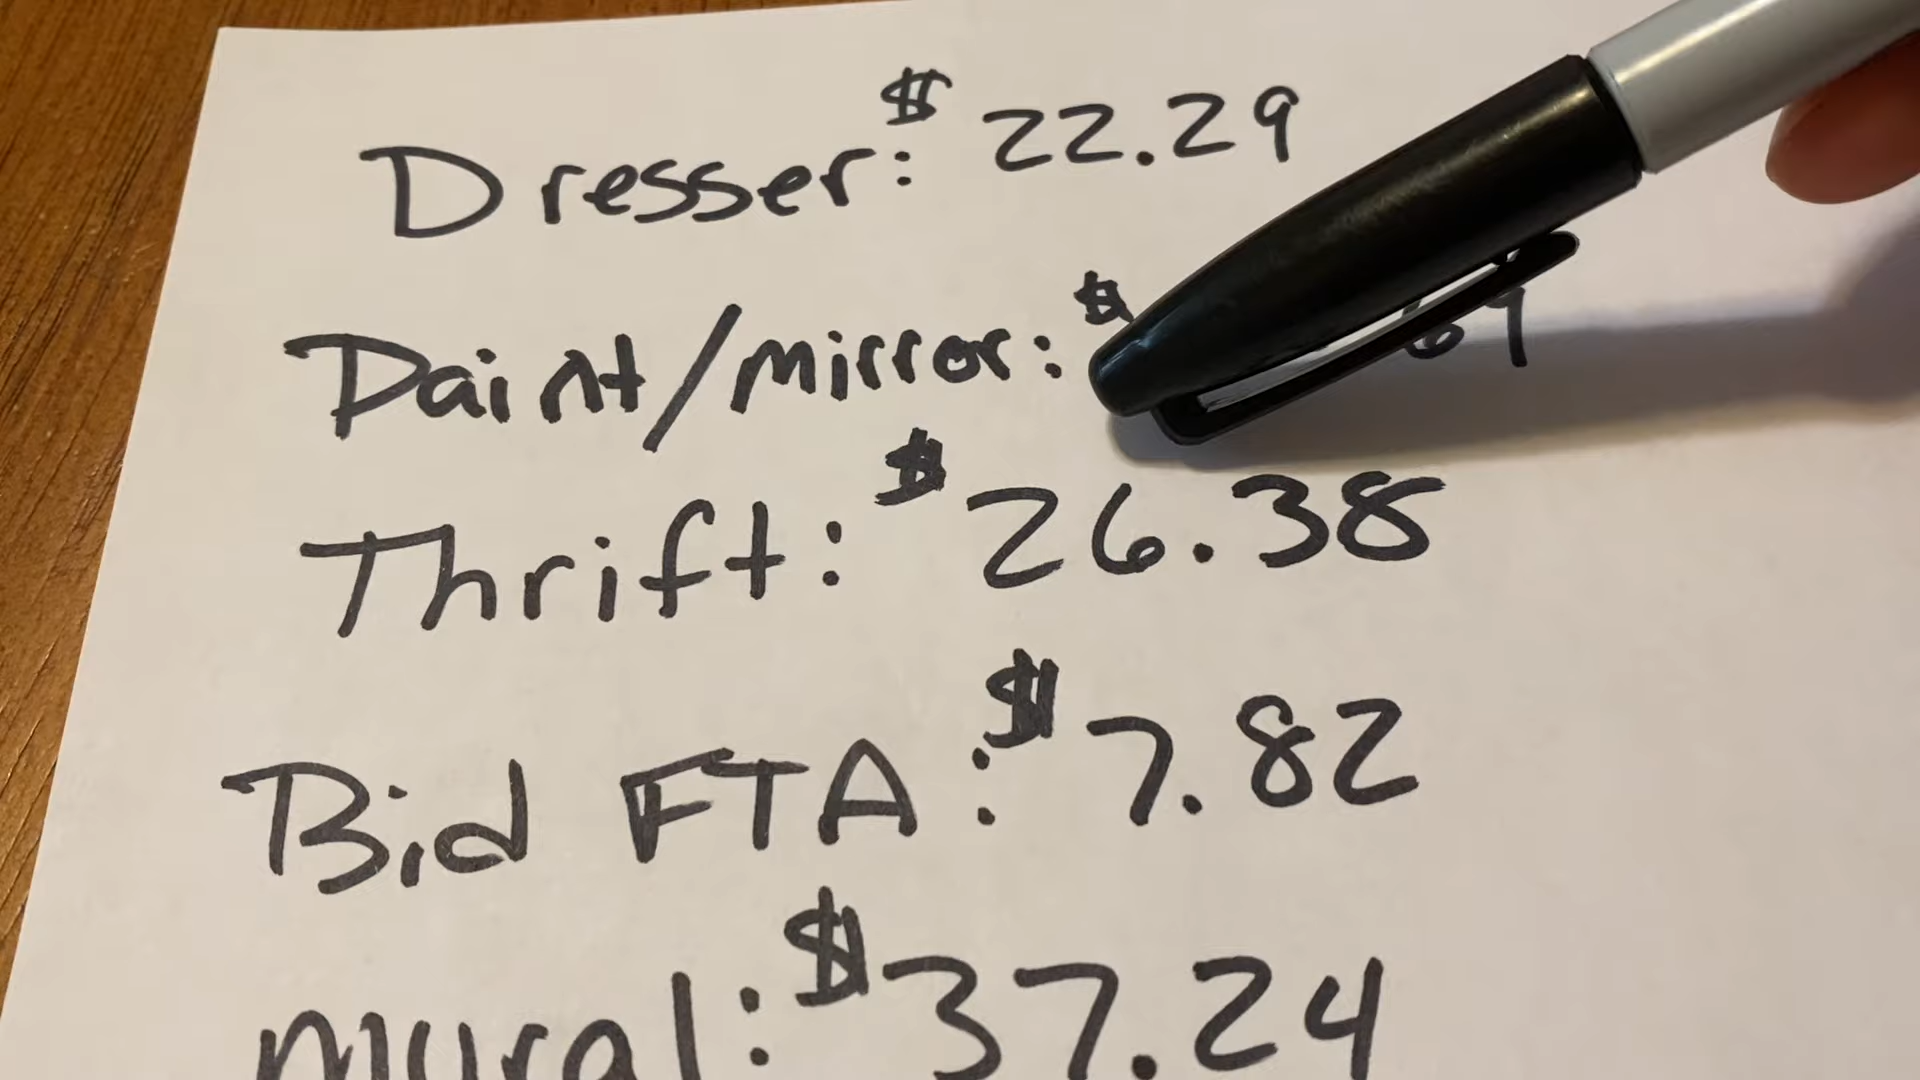 Dresser: $22.29
Paint/mirror: $
Thrift: $26.38
Bid FTA: $7.82
Mural: $37.24